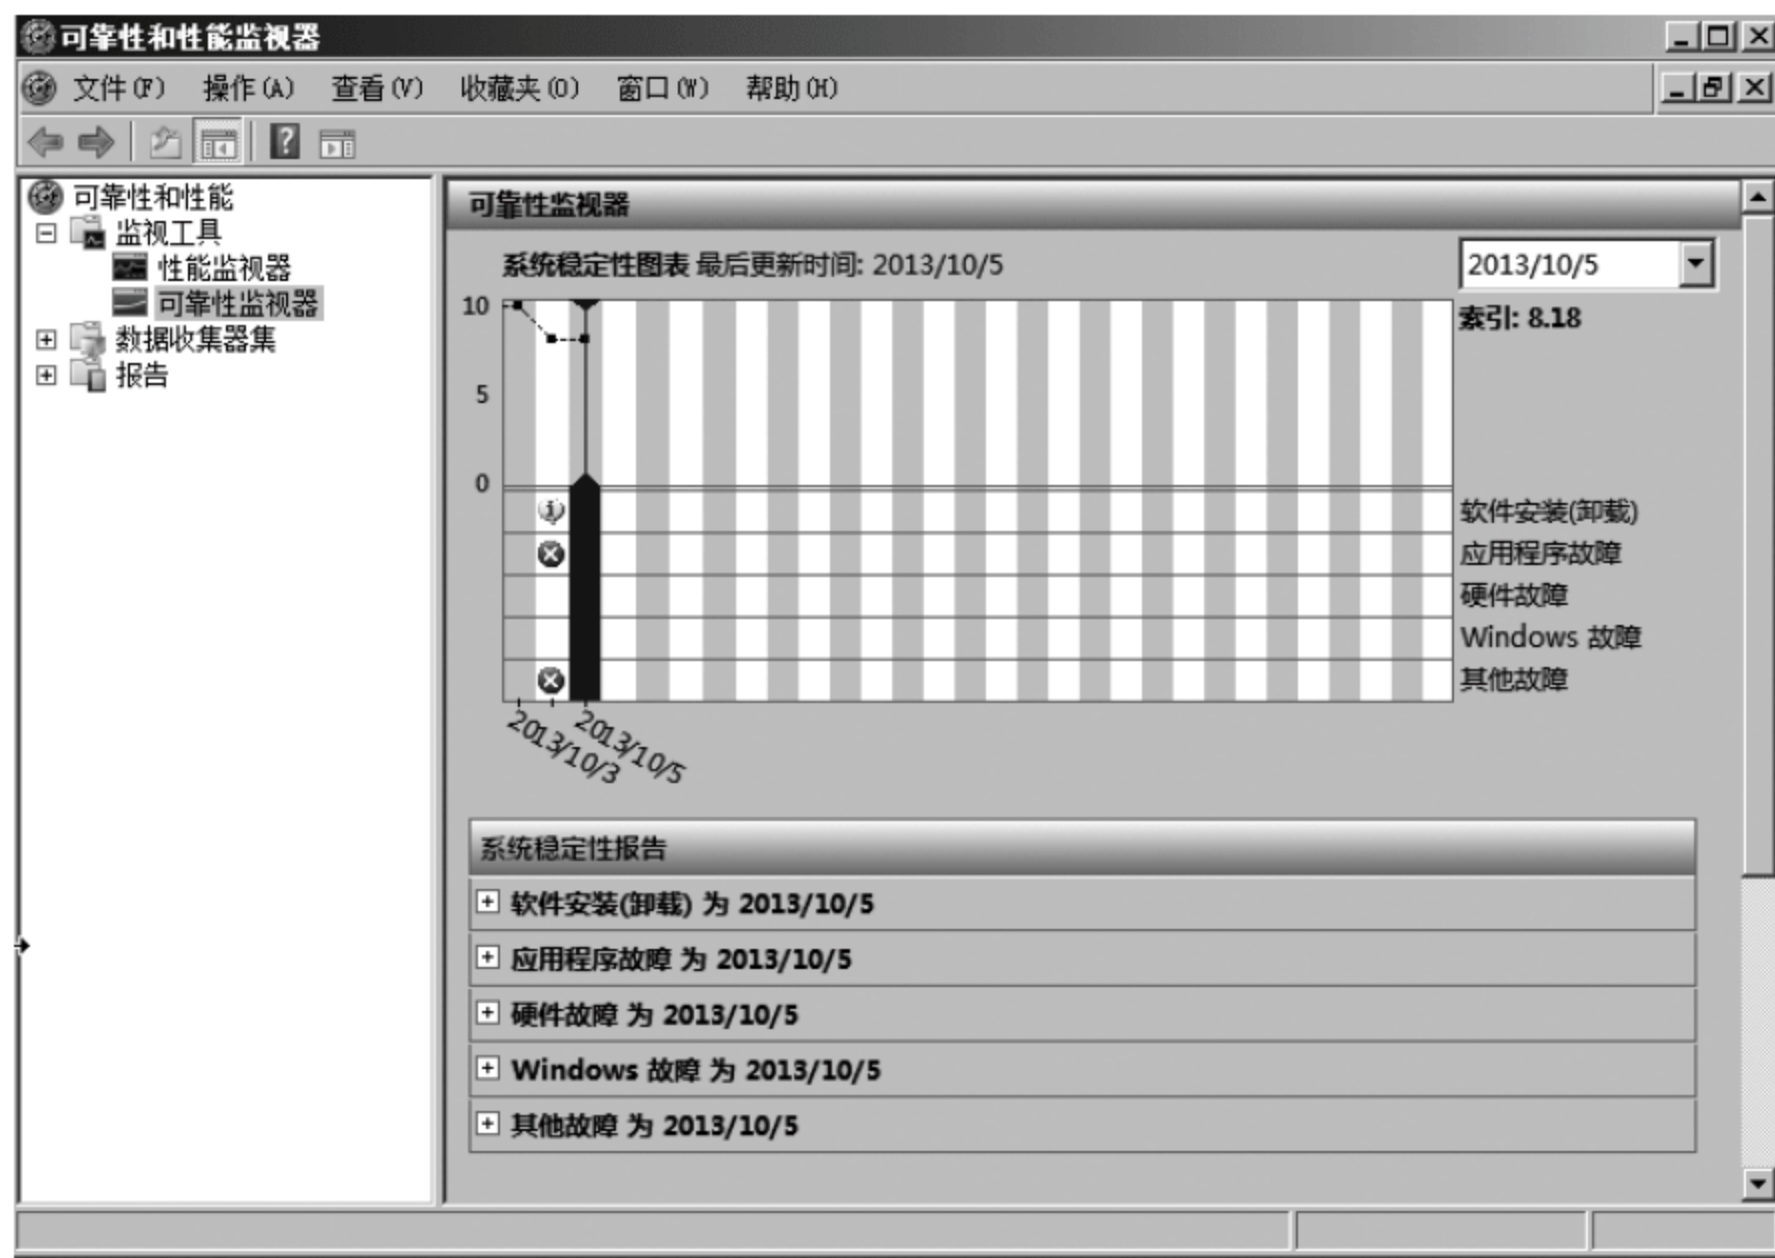 可靠性和性能监视器
文件(F) 操作(A) 查看(V) 收藏夹(O) 窗口(W) 帮助(H)
可靠性和性能
监视工具
性能监视器
可靠性监视器
数据收集器集
报告
可靠性监视器
系统稳定性图表 最后更新时间: 2013/10/5
2013/10/5
索引: 8.18
10
5
0
软件安装(卸载)
应用程序故障
硬件故障
Windows 故障
其他故障
2013/10/3
2013/10/5
系统稳定性报告
软件安装(卸载) 为 2013/10/5
应用程序故障 为 2013/10/5
硬件故障 为 2013/10/5
Windows 故障 为 2013/10/5
其他故障 为 2013/10/5